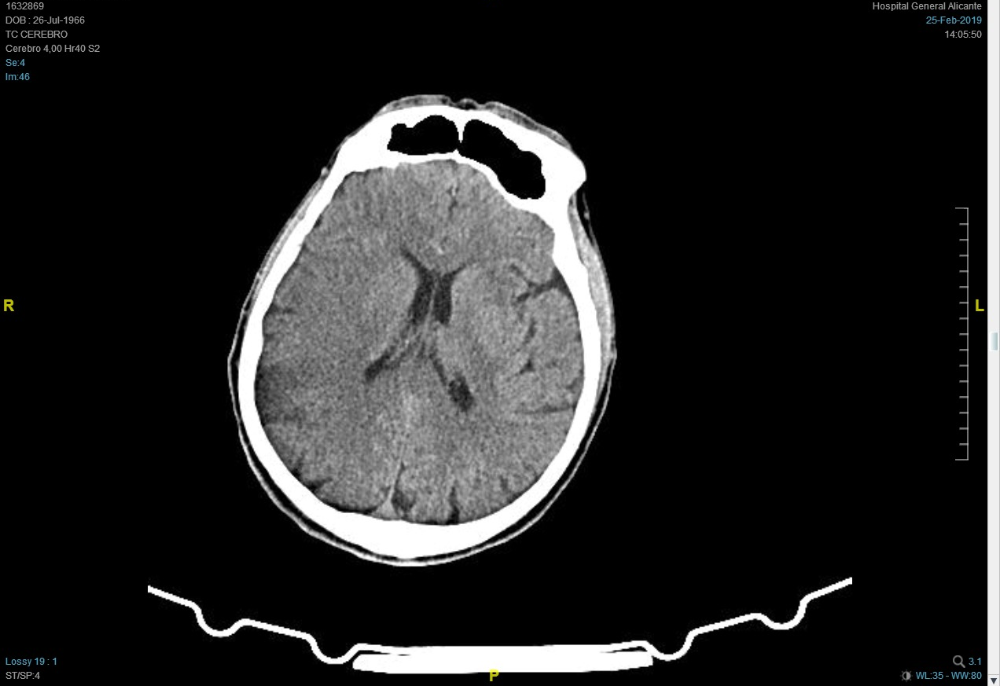 1632869
DOB : 26-Jul-1966
TC CEREBRO
Cerebro 4,00 Hr40 S2
Se:4
Im:46
Hospital General Alicante
25-Feb-2019
14:05:50
R
L
Lossy 19 : 1
ST/SP:4
P
3.1
WL:35 - WW:80